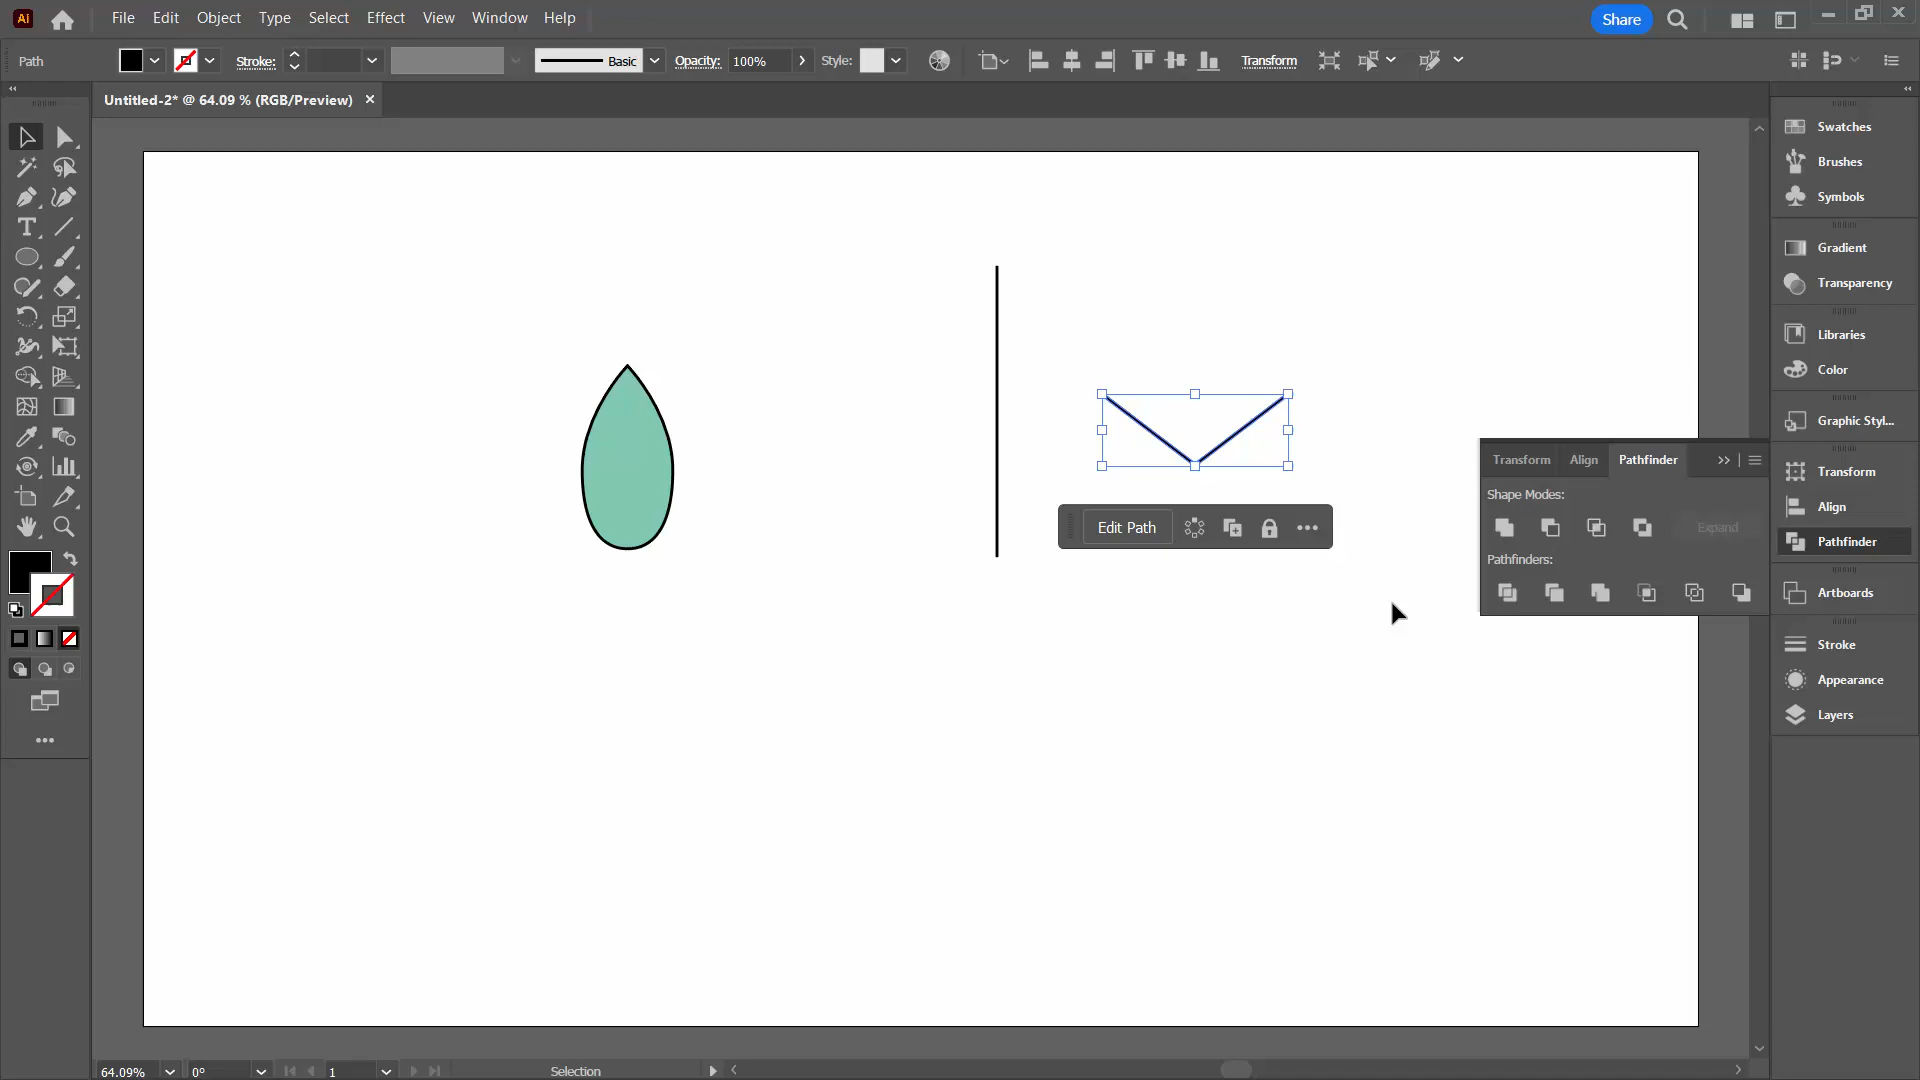 Ai File Edit Object Type Select Effect View Window Help Share
Path Stroke: Basic Opacity: 100% Style: Transform
Untitled-2* @ 64.09 % (RGB/Preview) ×
Swatches
Brushes
Symbols
Gradient
Transparency
Libraries
Color
Graphic Styl...
Transform
Align
Pathfinder
Artboards
Stroke
Appearance
Layers
Transform Align Pathfinder
Shape Modes:
Expand
Pathfinders:
Edit Path
64.09% 0° 1 Selection